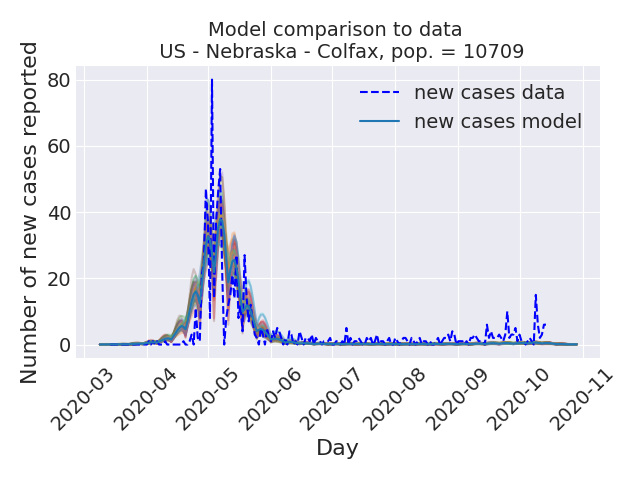 Model comparison to data
US - Nebraska - Colfax, pop. = 10709
Number of new cases reported
80
60
40
20
0
new cases data
new cases model
2020-03
2020-04
2020-05
2020-06
2020-07
2020-08
2020-09
2020-10
2020-11
Day